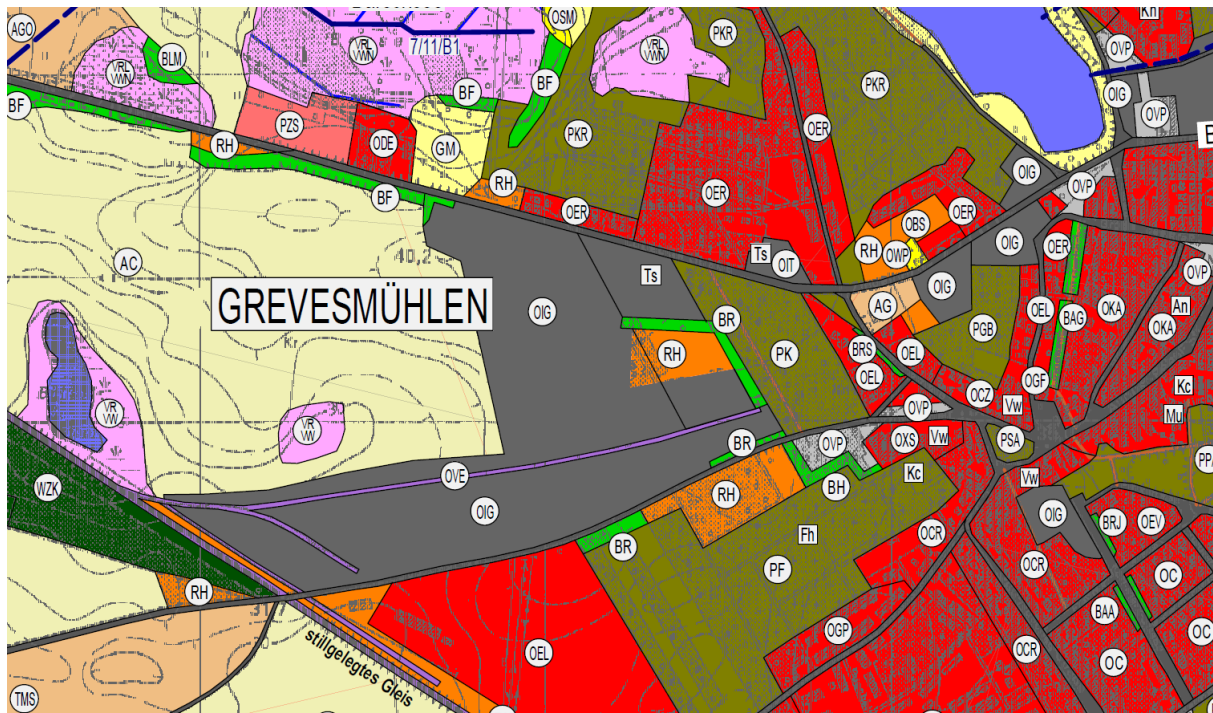 AGO
BLM
VRL
VWN
7/11/B1
VRL
VWN
OSM
VRL
VWN
PKR
Kn
OVP
OIG
OVP
BF
BF
BF
PZS
ODE
GM
PKR
OER
PKR
RH
BF
RH
OER
OER
OIG
OVP
OBS
OER
RH
OWP
OIG
OER
OVP
AC
40,2
Ts
Ts
OIT
AG
OIG
OEL
BAG
OKA
An
OKA
GREVESMÜHLEN
OIG
BR
RH
PK
BRS
OEL
OEL
PGB
OGF
Kc
VR
VW
VR
VW
OCZ
Vw
OVP
Mu
BR
OVP
OXS
Vw
PSA
WZK
OVE
OIG
RH
BH
Kc
Vw
OIG
BRJ
OEV
BR
Fh
PF
OCR
OCR
OC
RH
BAA
OEL
OGP
OCR
OC
OC
stillgelegtes Gleis
TMS